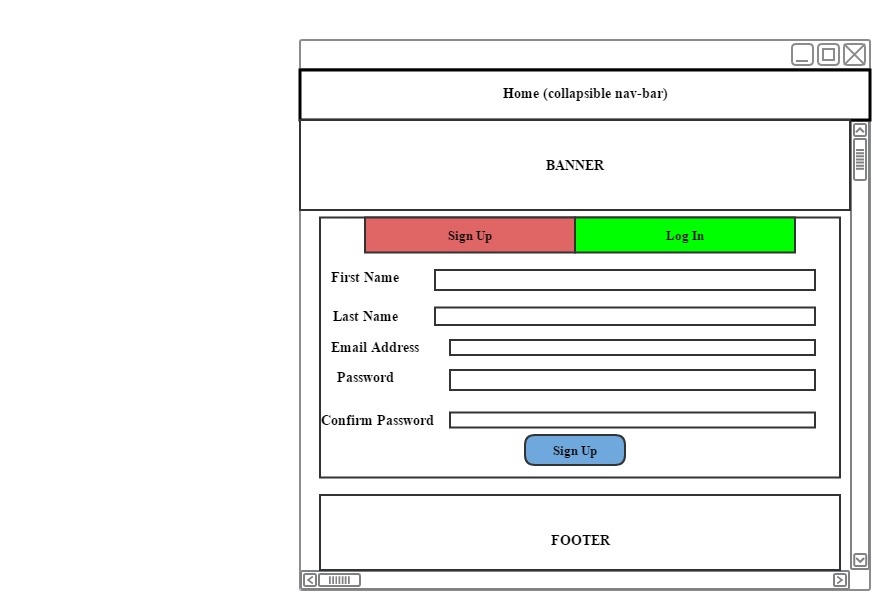 Home (collapsible nav-bar)
BANNER
Sign Up
Log In
First Name
Last Name
Email Address
Password
Confirm Password
Sign Up
FOOTER